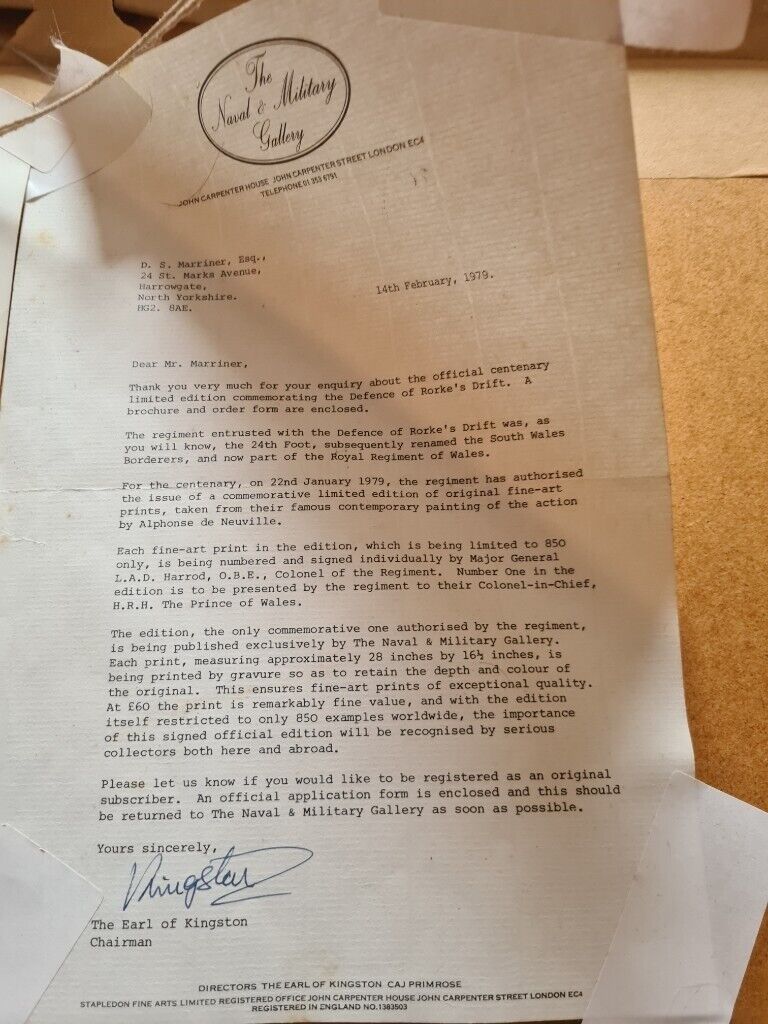 The
Naval & Military
Gallery
JOHN CARPENTER HOUSE JOHN CARPENTER STREET LONDON EC4
TELEPHONE 01 353 6791
D. S. Marriner, Esq.,
24 St. Marks Avenue,
Harrowgate,
North Yorkshire.
HG2. 8AE.
14th February, 1979.
Dear Mr. Marriner,
Thank you very much for your enquiry about the official centenary
limited edition commemorating the Defence of Rorke's Drift. A
brochure and order form are enclosed.
The regiment entrusted with the Defence of Rorke's Drift was, as
you will know, the 24th Foot, subsequently renamed the South Wales
Borderers, and now part of the Royal Regiment of Wales.
For the centenary, on 22nd January 1979, the regiment has authorised
the issue of a commemorative limited edition of original fine-art
prints, taken from their famous contemporary painting of the action
by Alphonse de Neuville.
Each fine-art print in the edition, which is being limited to 850
only, is being numbered and signed individually by Major General
L.A.D. Harrod, O.B.E., Colonel of the Regiment. Number One in the
edition is to be presented by the regiment to their Colonel-in-Chief,
H.R.H. The Prince of Wales.
The edition, the only commemorative one authorised by the regiment,
is being published exclusively by The Naval & Military Gallery.
Each print, measuring approximately 28 inches by 16½ inches, is
being printed by gravure so as to retain the depth and colour of
the original. This ensures fine-art prints of exceptional quality.
At £60 the print is remarkably fine value, and with the edition
itself restricted to only 850 examples worldwide, the importance
of this signed official edition will be recognised by serious
collectors both here and abroad.
Please let us know if you would like to be registered as an original
subscriber. An official application form is enclosed and this should
be returned to The Naval & Military Gallery as soon as possible.
Yours sincerely,
Kingston
The Earl of Kingston
Chairman
DIRECTORS THE EARL OF KINGSTON CAJ PRIMROSE
STAPLEDON FINE ARTS LIMITED REGISTERED OFFICE JOHN CARPENTER HOUSE JOHN CARPENTER STREET LONDON EC4
REGISTERED IN ENGLAND NO.1383503